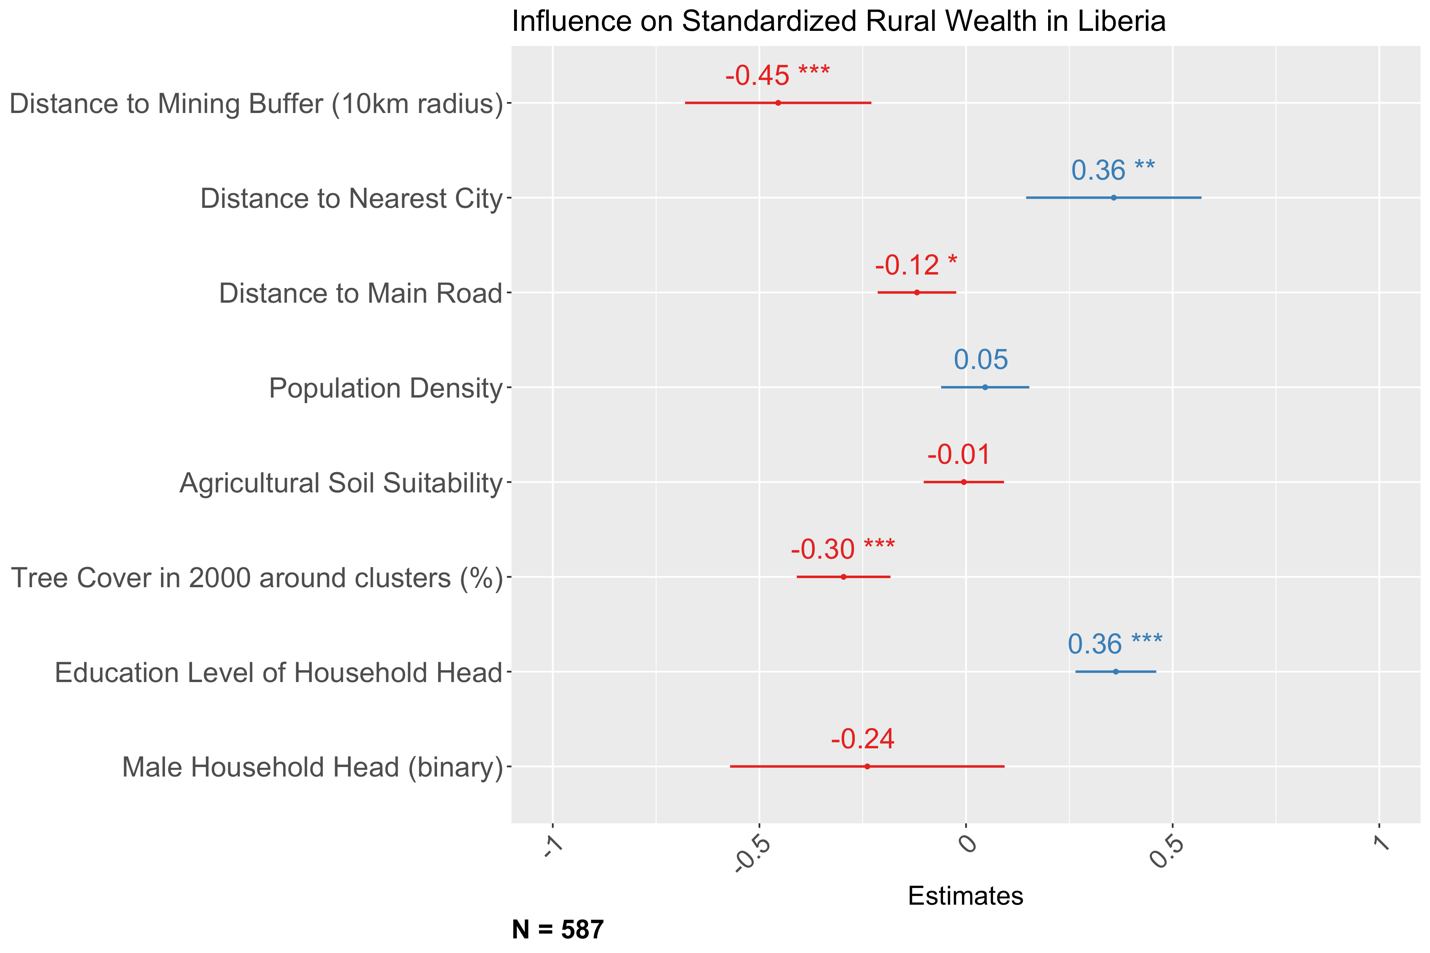 Influence on Standardized Rural Wealth in Liberia
Distance to Mining Buffer (10km radius)
-0.45 ***
Distance to Nearest City
0.36 **
Distance to Main Road
-0.12 *
Population Density
0.05
Agricultural Soil Suitability
-0.01
Tree Cover in 2000 around clusters (%)
-0.30 ***
Education Level of Household Head
0.36 ***
Male Household Head (binary)
-0.24
-1
-0.5
0
0.5
1
Estimates
N = 587